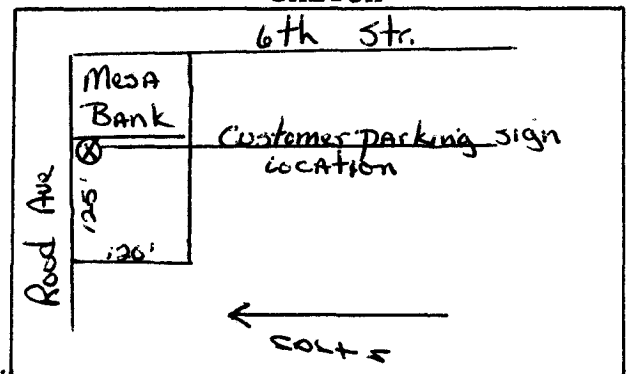 6th Str.
Mesa
Bank
Customer parking sign
location
Rood Ave
125'
120'